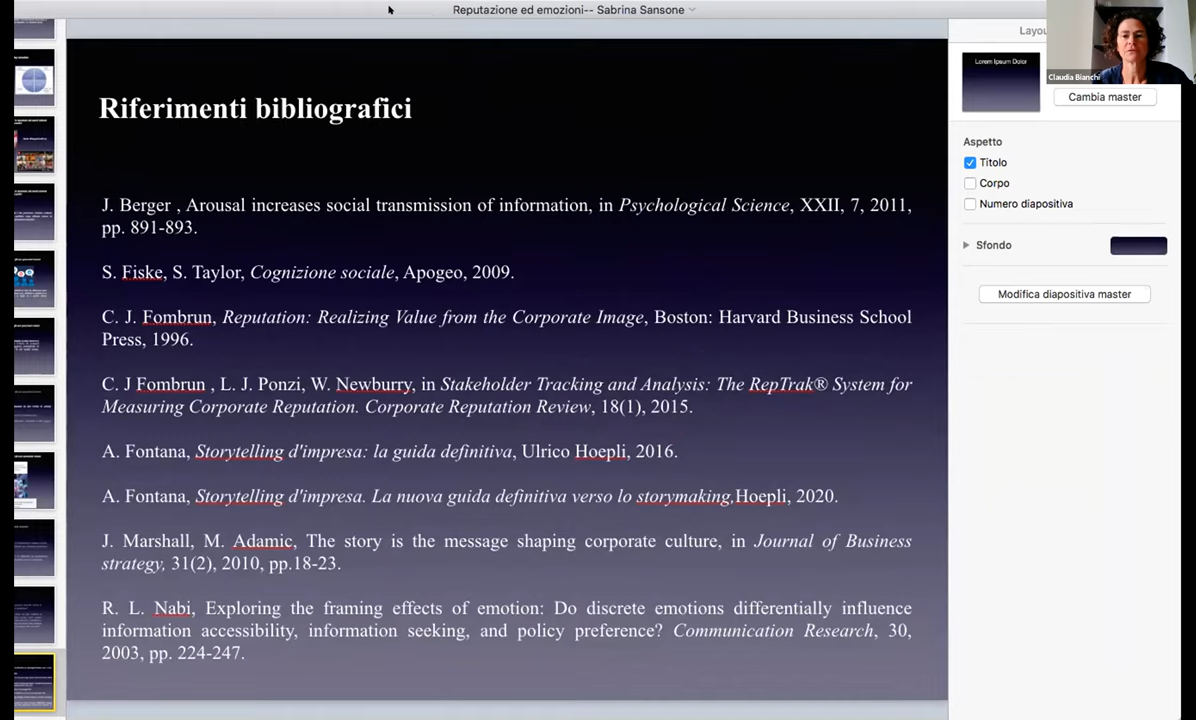 Reputazione ed emozioni-- Sabrina Sansone
Layou
Lorem Ipsum Dolor
Claudia Bianchi
Cambia master
Aspetto
Titolo
Corpo
Numero diapositiva
Sfondo
Modifica diapositiva master
Riferimenti bibliografici
J. Berger , Arousal increases social transmission of information, in Psychological Science, XXII, 7, 2011,
pp. 891-893.
S. Fiske, S. Taylor, Cognizione sociale, Apogeo, 2009.
C. J. Fombrun, Reputation: Realizing Value from the Corporate Image, Boston: Harvard Business School
Press, 1996.
C. J Fombrun , L. J. Ponzi, W. Newburry, in Stakeholder Tracking and Analysis: The RepTrak® System for
Measuring Corporate Reputation. Corporate Reputation Review, 18(1), 2015.
A. Fontana, Storytelling d'impresa: la guida definitiva, Ulrico Hoepli, 2016.
A. Fontana, Storytelling d'impresa. La nuova guida definitiva verso lo storymaking,Hoepli, 2020.
J. Marshall, M. Adamic, The story is the message shaping corporate culture, in Journal of Business
strategy, 31(2), 2010, pp.18-23.
R. L. Nabi, Exploring the framing effects of emotion: Do discrete emotions differentially influence
information accessibility, information seeking, and policy preference? Communication Research, 30,
2003, pp. 224-247.